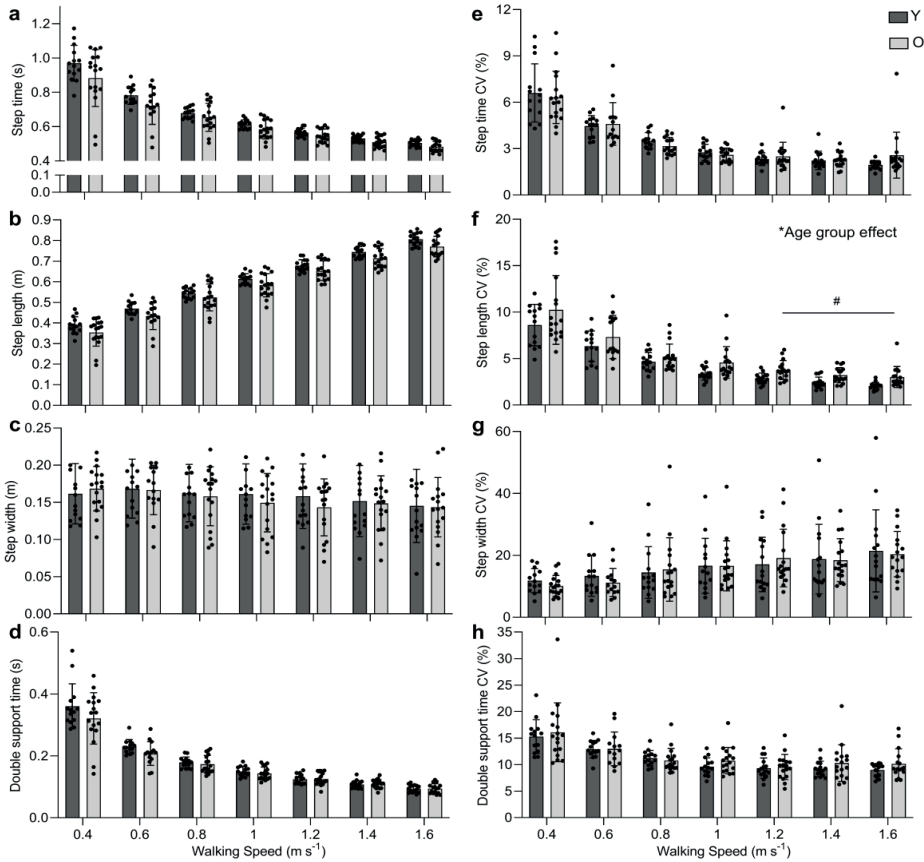 a
Step time (s)
1.2
1.0
0.8
0.6
0.4
0.1
0.0
b
Step length (m)
0.9
0.8
0.7
0.6
0.5
0.4
0.3
0.2
0.1
0.0
c
Step width (m)
0.25
0.20
0.15
0.10
0.05
0.00
d
Double support time (s)
0.6
0.4
0.2
0.0
0.4 0.6 0.8 1 1.2 1.4 1.6
Walking Speed (m s⁻¹)
e
Step time CV (%)
12
9
6
3
0
Y
O
f
Step length CV (%)
20
15
10
5
0
*Age group effect
#
g
Step width CV (%)
60
40
20
0
h
Double support time CV (%)
35
30
25
20
15
10
5
0
0.4 0.6 0.8 1 1.2 1.4 1.6
Walking Speed (m s⁻¹)